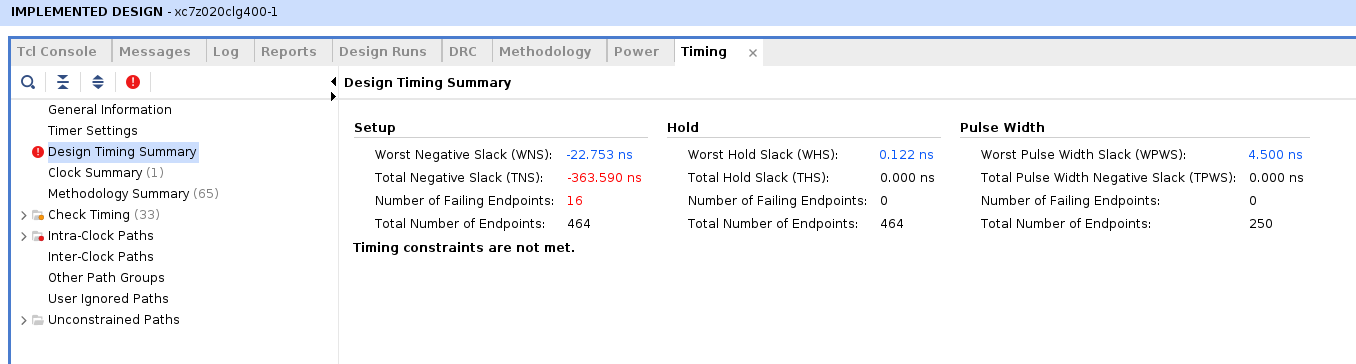 IMPLEMENTED DESIGN - xc7z020clg400-1
Tcl Console Messages Log Reports Design Runs DRC Methodology Power Timing ×
Design Timing Summary
General Information
Timer Settings
Design Timing Summary
Clock Summary (1)
Methodology Summary (65)
Check Timing (33)
Intra-Clock Paths
Inter-Clock Paths
Other Path Groups
User Ignored Paths
Unconstrained Paths
Setup
Worst Negative Slack (WNS): -22.753 ns
Total Negative Slack (TNS): -363.590 ns
Number of Failing Endpoints: 16
Total Number of Endpoints: 464
Hold
Worst Hold Slack (WHS): 0.122 ns
Total Hold Slack (THS): 0.000 ns
Number of Failing Endpoints: 0
Total Number of Endpoints: 464
Pulse Width
Worst Pulse Width Slack (WPWS): 4.500 ns
Total Pulse Width Negative Slack (TPWS): 0.000 ns
Number of Failing Endpoints: 0
Total Number of Endpoints: 250
Timing constraints are not met.